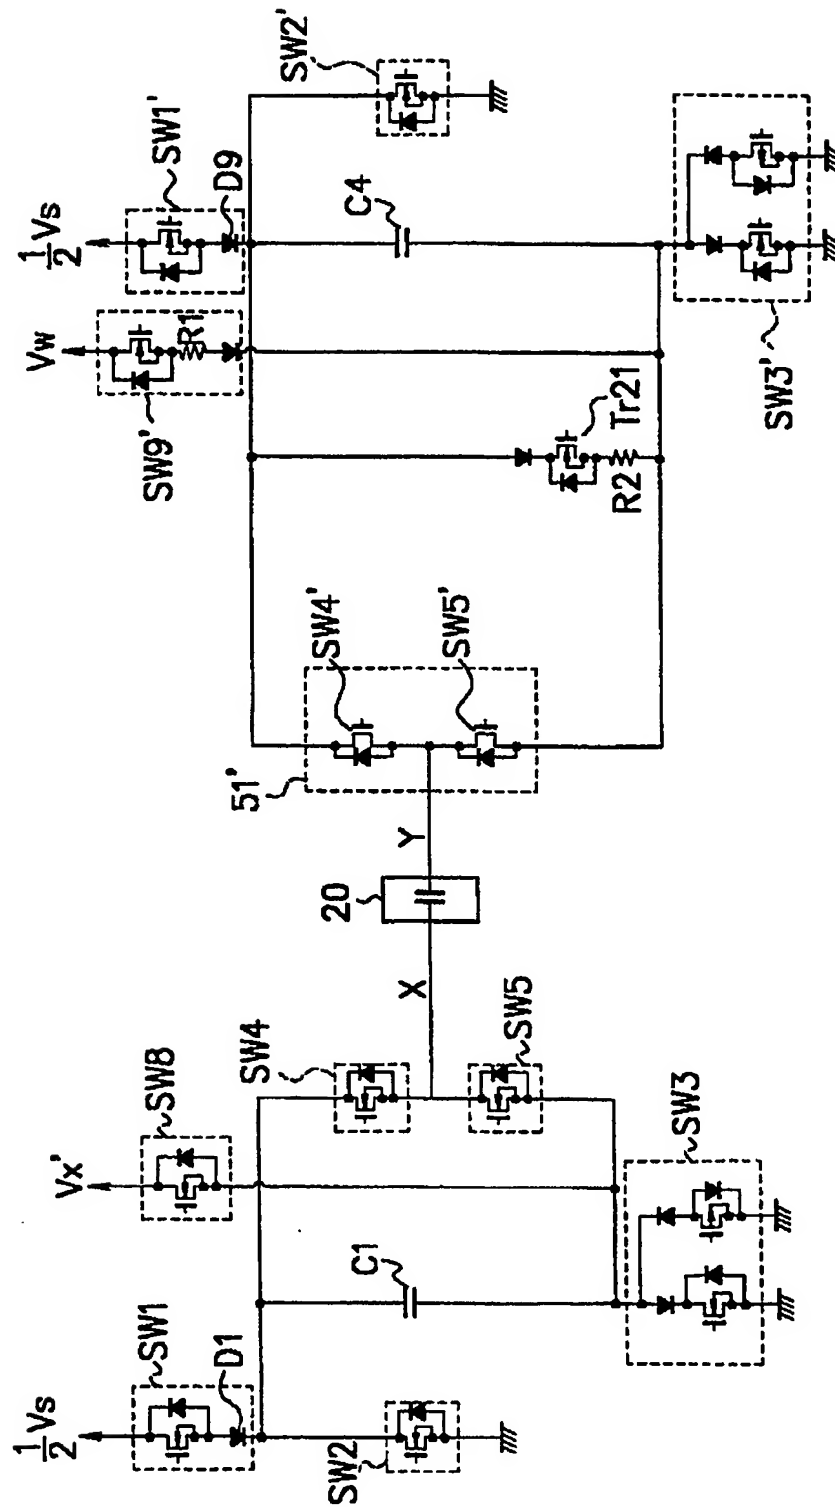 1/2 Vs
SW1
D1
SW2
C1
Vx'
SW8
SW3
SW4
SW5
X
20
Y
51'
SW4'
SW5'
SW9'
Vw
R1
Tr21
R2
1/2 Vs
SW1'
D9
C4
SW3'
SW2'